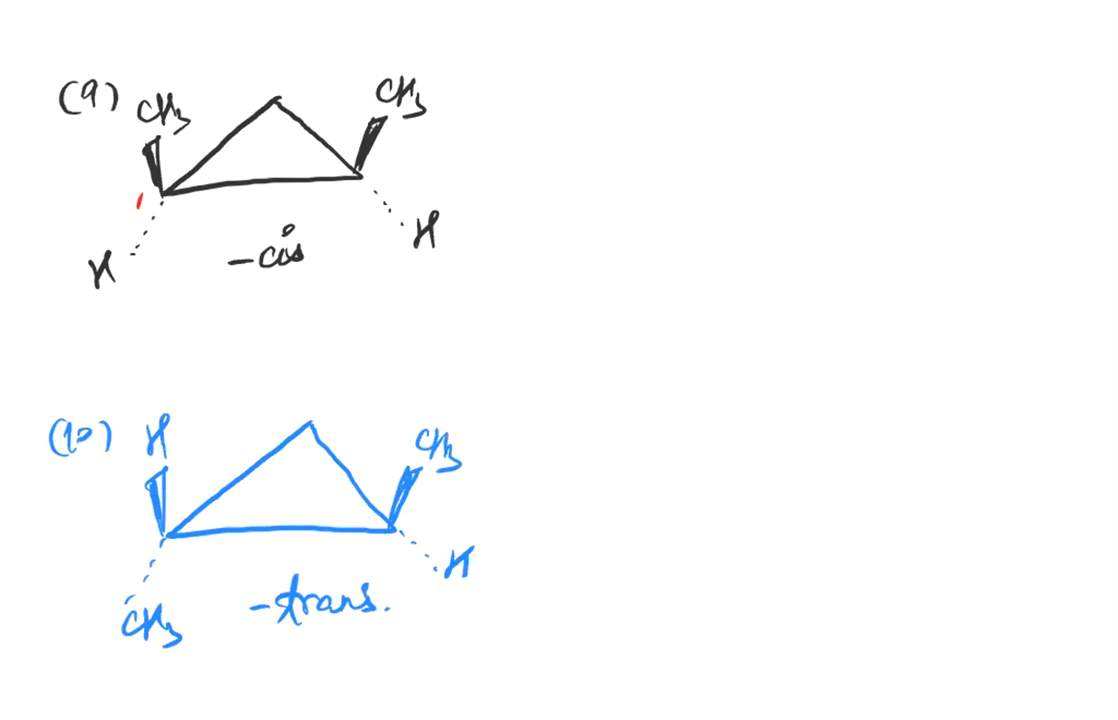 (9) CH3 CH3
H H
-cis
(10) H CH3
H
CH3 -trans.